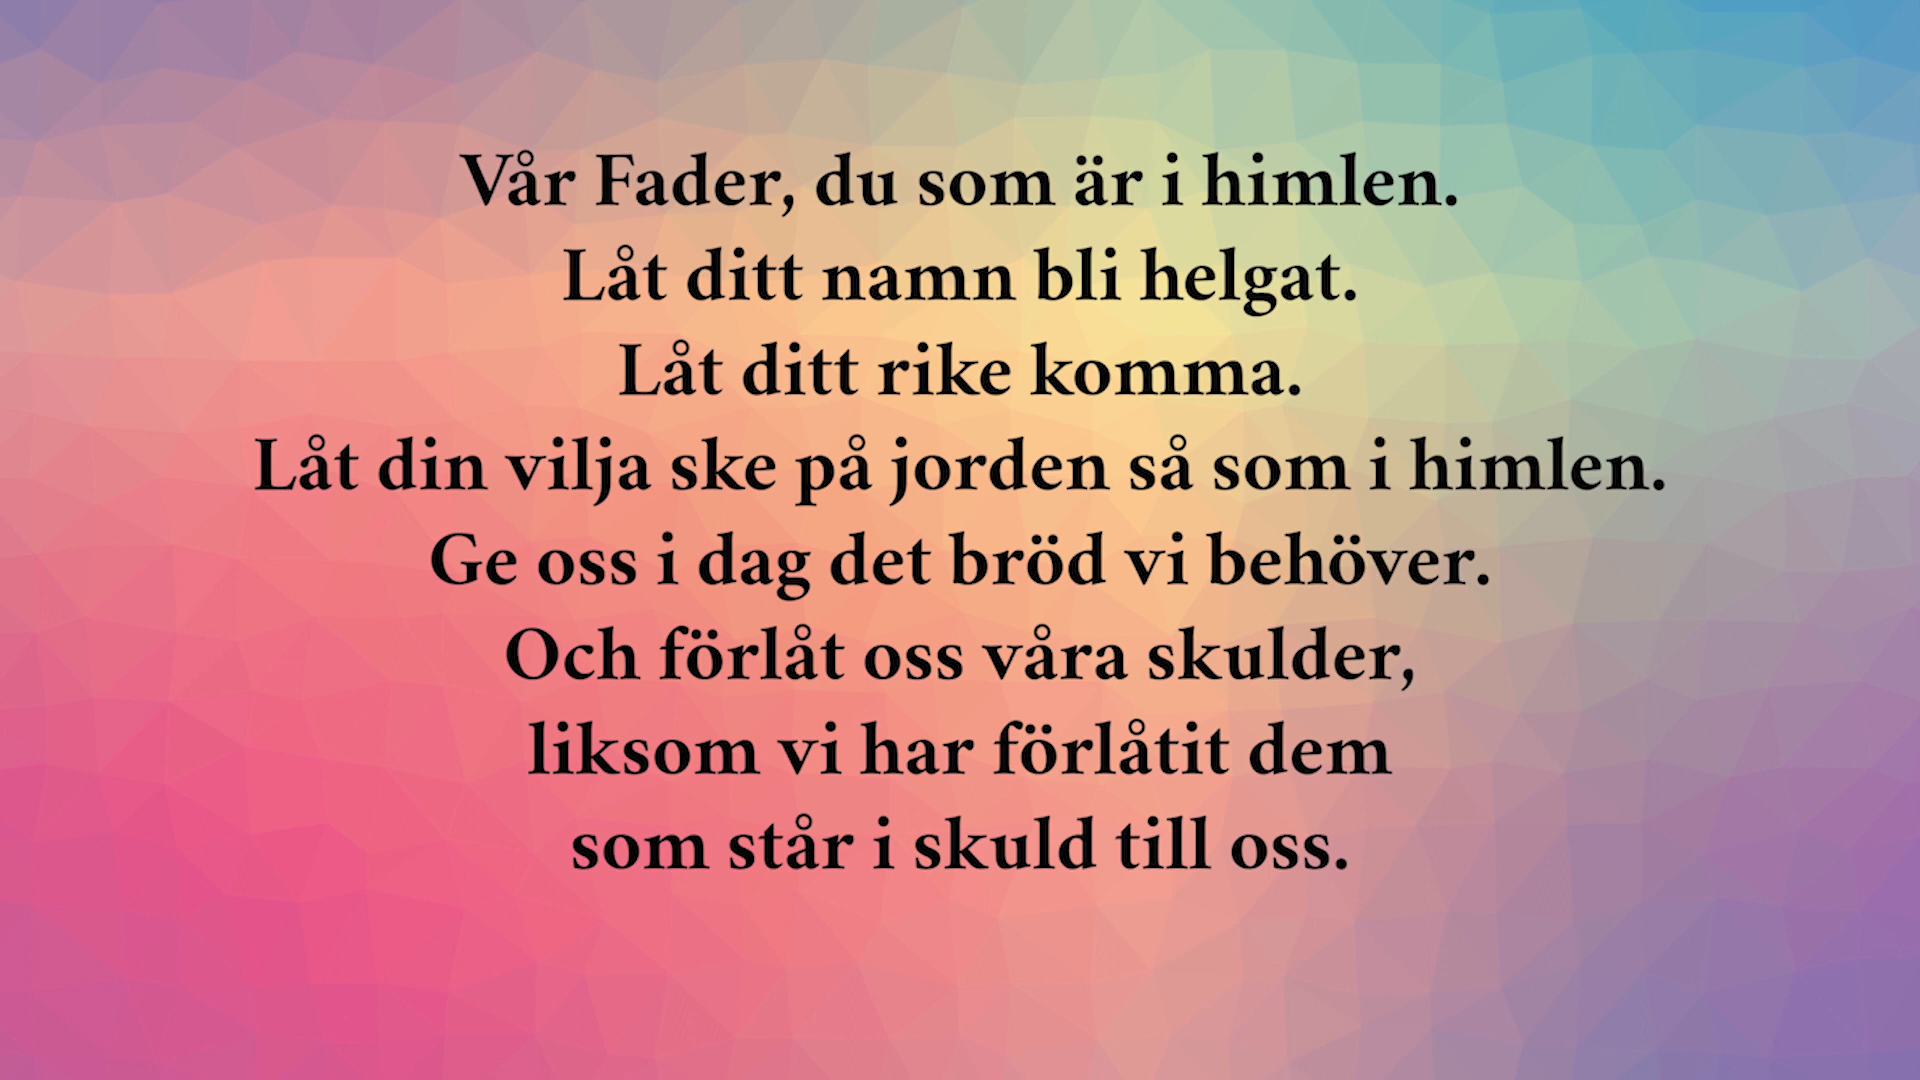 Vår Fader, du som är i himlen.
Låt ditt namn bli helgat.
Låt ditt rike komma.
Låt din vilja ske på jorden så som i himlen.
Ge oss i dag det bröd vi behöver.
Och förlåt oss våra skulder,
liksom vi har förlåtit dem
som står i skuld till oss.